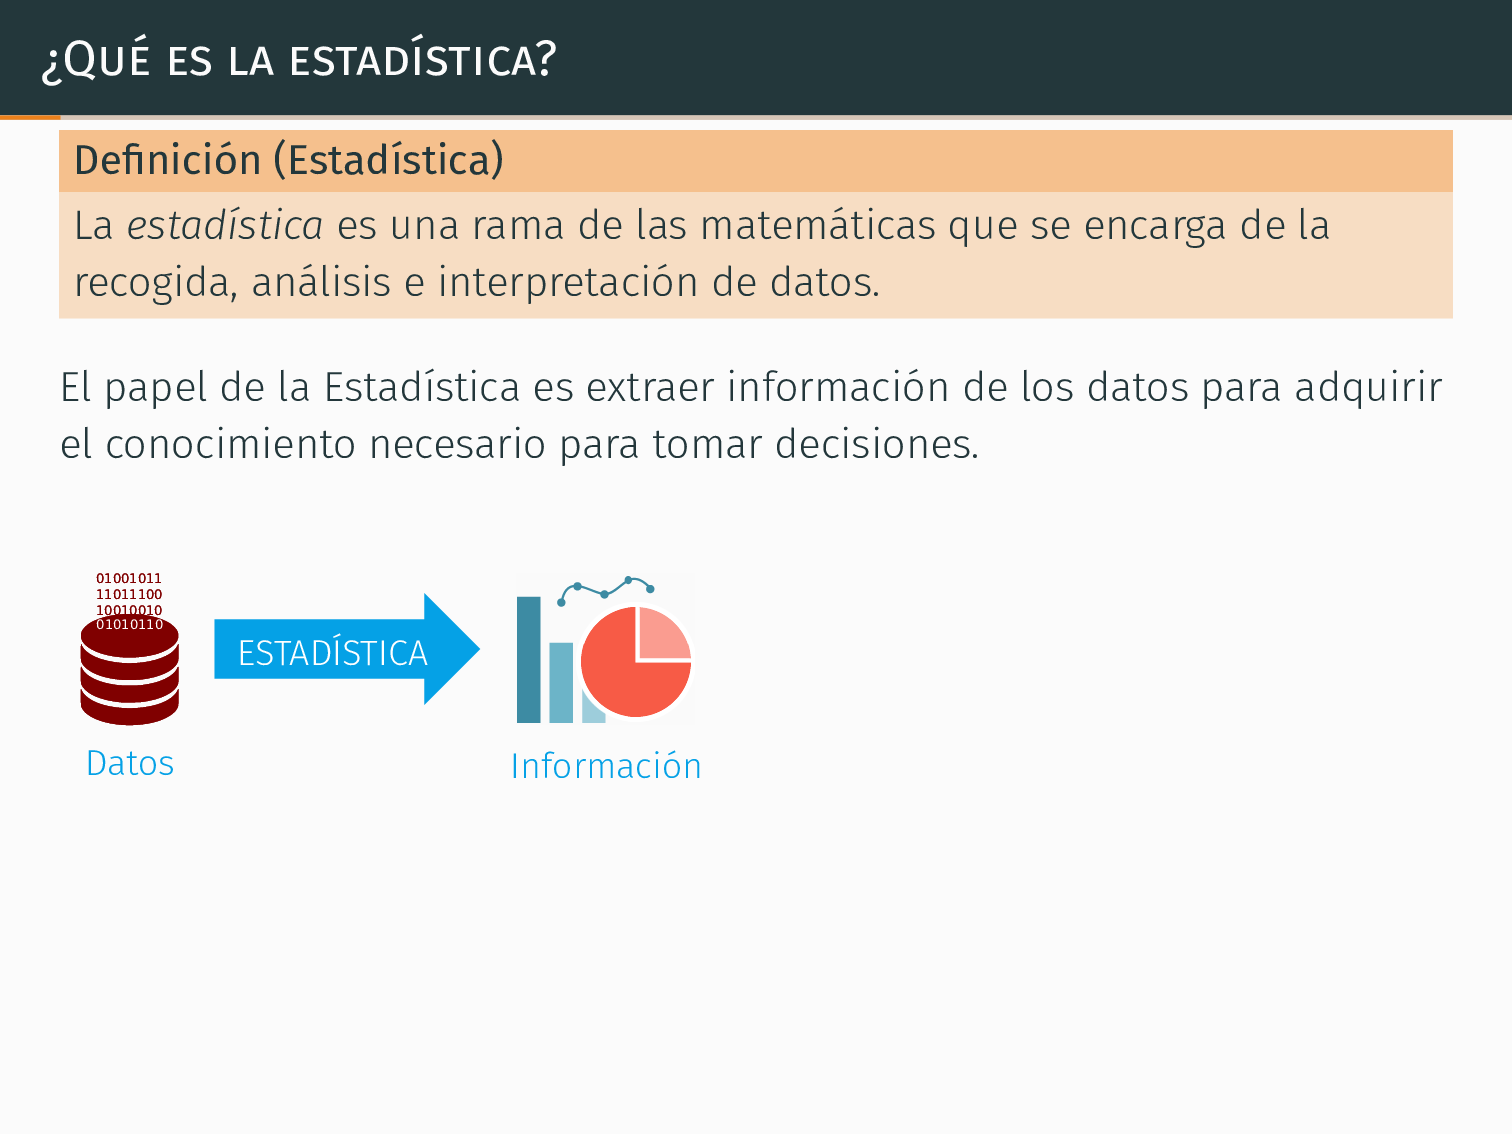 ¿Qué es la estadística?
Definición (Estadística)
La estadística es una rama de las matemáticas que se encarga de la
recogida, análisis e interpretación de datos.
El papel de la Estadística es extraer información de los datos para adquirir
el conocimiento necesario para tomar decisiones.
01001011
11011100
10010010
01010110
ESTADÍSTICA
Datos
Información